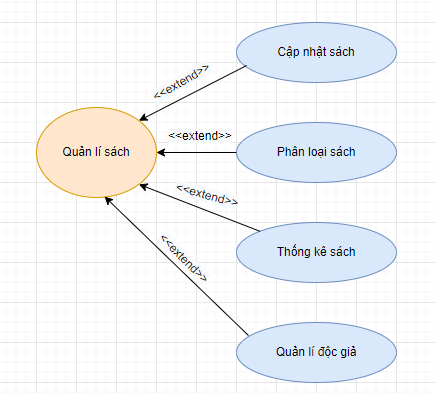 Cập nhật sách
<<extend>>
<<extend>>
Quản lí sách
Phân loại sách
<<extend>>
Thống kê sách
<<extend>>
Quản lí độc giả